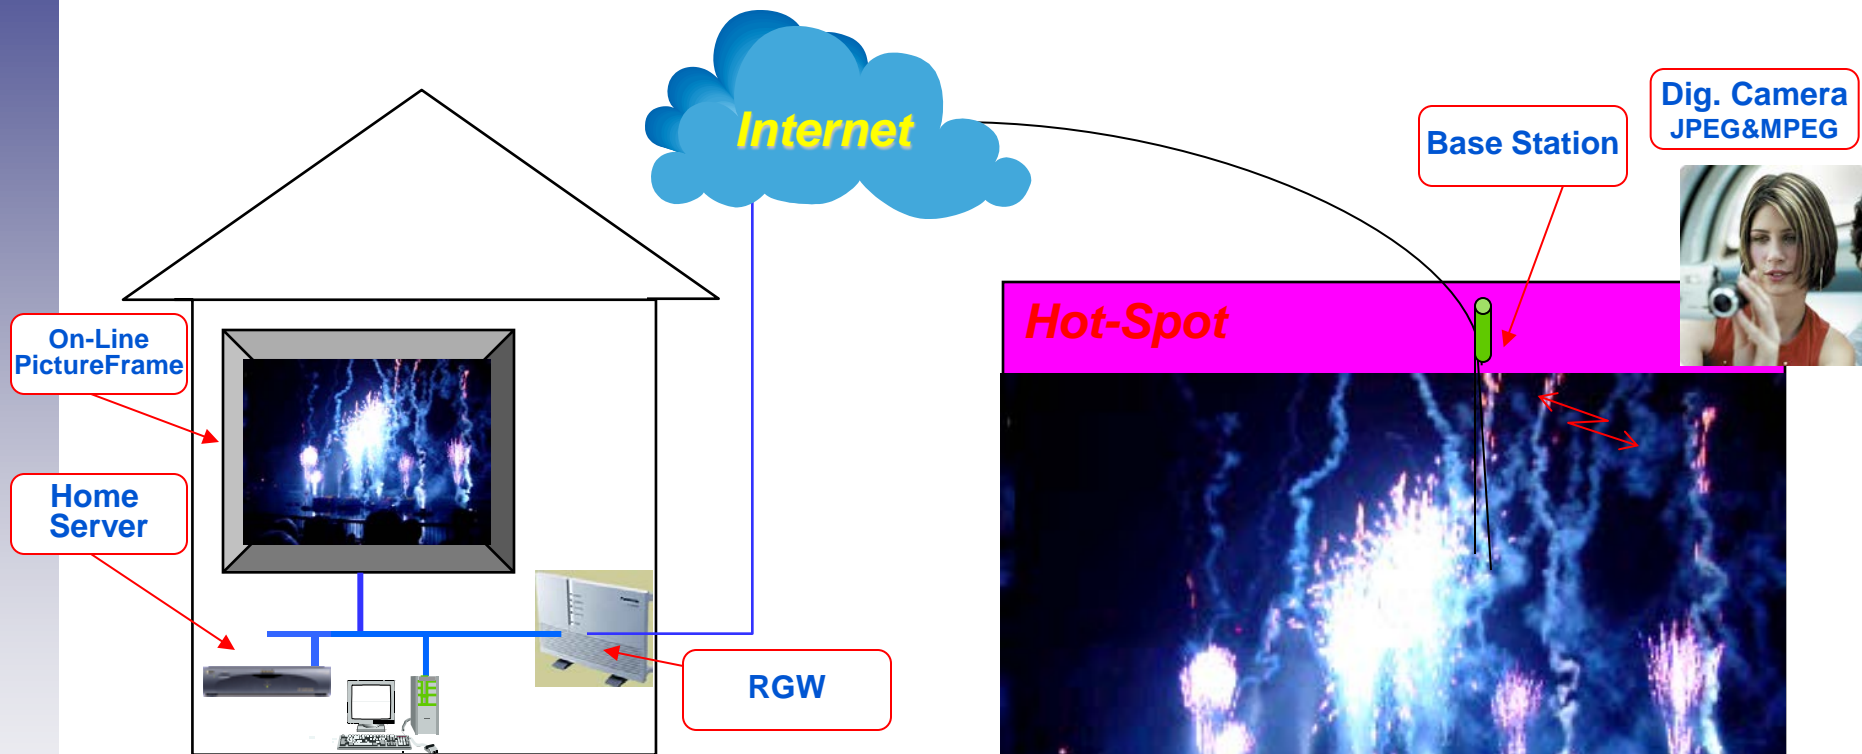 Internet
Dig. Camera
JPEG&MPEG
Base Station
Hot-Spot
On-Line
PictureFrame
Home
Server
RGW